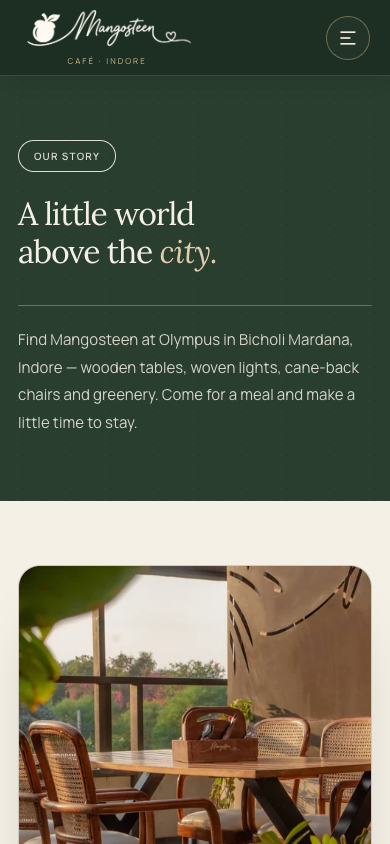 Mangosteen
CAFÉ · INDORE
OUR STORY
A little world
above the city.
Find Mangosteen at Olympus in Bicholi Mardana,
Indore — wooden tables, woven lights, cane-back
chairs and greenery. Come for a meal and make a
little time to stay.
Mangosteen